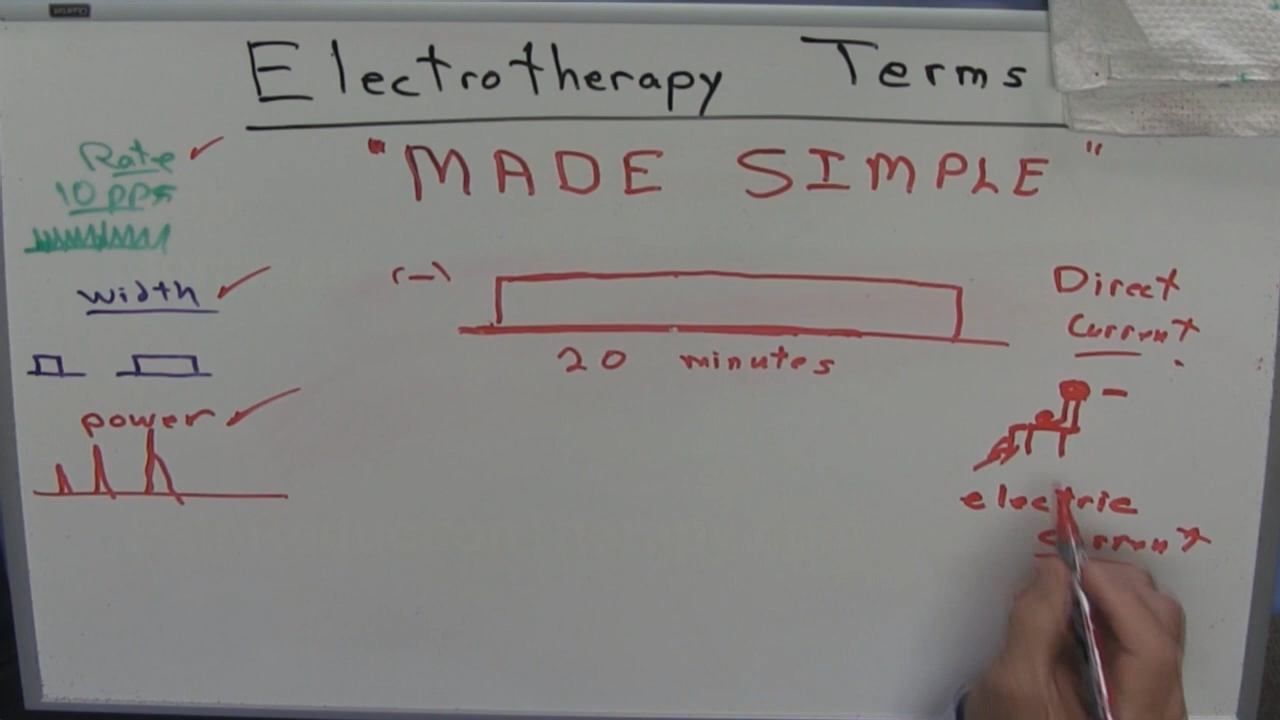 Electrotherapy Terms
"MADE SIMPLE"
Rate
10 pps
width
power
(-)
20 minutes
Direct
Current
-
electric
current